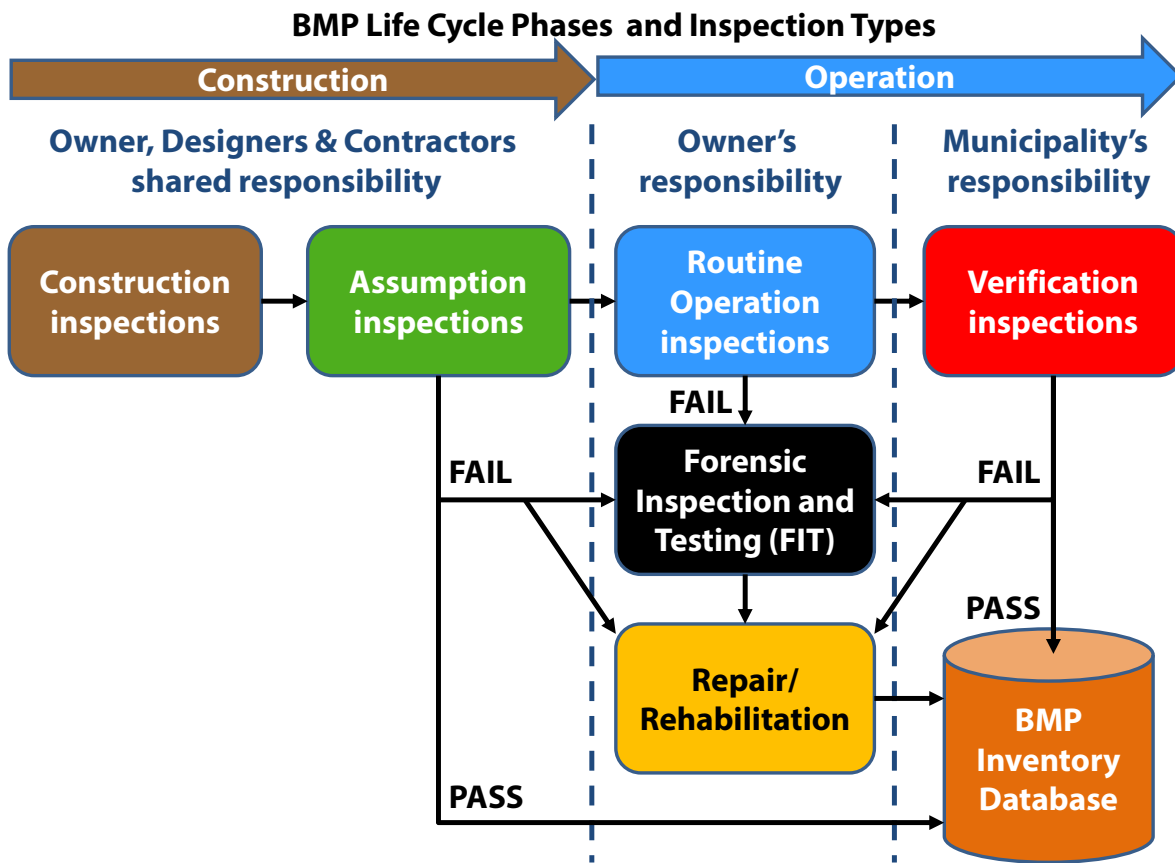 BMP Life Cycle Phases and Inspection Types
Construction
Operation
Owner, Designers & Contractors
shared responsibility
Owner's
responsibility
Municipality's
responsibility
Construction
inspections
Assumption
inspections
Routine
Operation
inspections
Verification
inspections
FAIL
FAIL
Forensic
Inspection and
Testing (FIT)
FAIL
PASS
Repair/
Rehabilitation
BMP
Inventory
Database
PASS